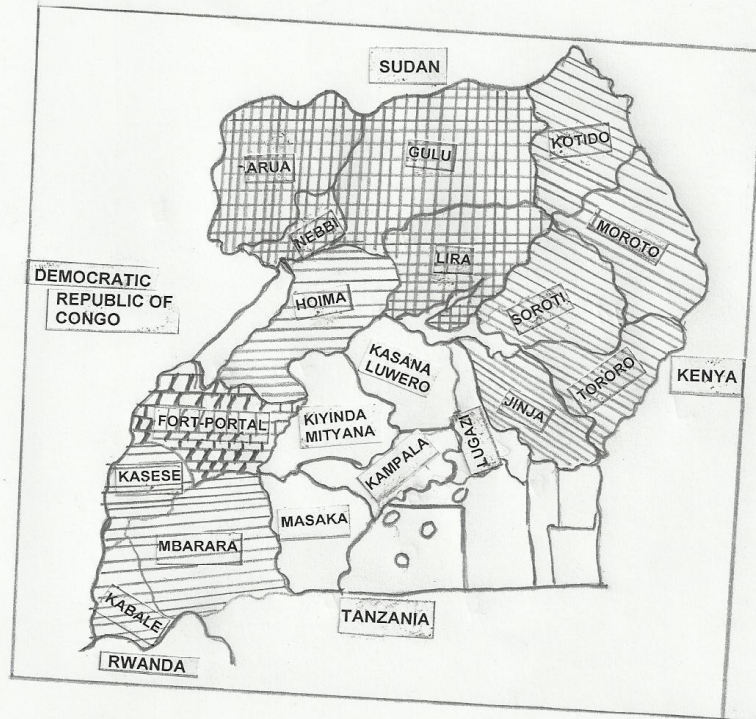 SUDAN
KOTIDO
ARUA
GULU
MOROTO
NEBBI
LIRA
DEMOCRATIC
REPUBLIC OF
CONGO
HOIMA
SOROTI
KASANA
LUWERO
TORORO
KENYA
JINJA
FORT-PORTAL
KIYINDA
MITYANA
LUGAZI
KAMPALA
KASESE
MASAKA
MBARARA
KABALE
TANZANIA
RWANDA